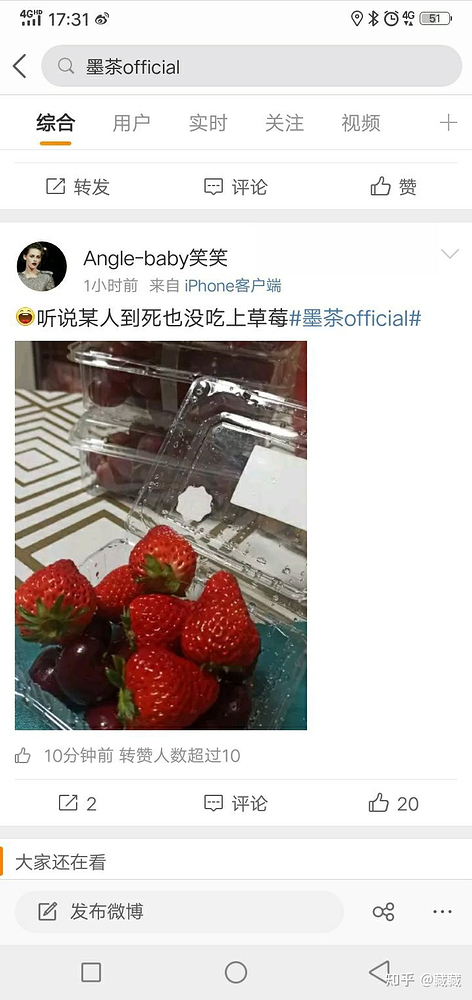 4G HD 17:31 4G 51
墨茶official
综合 用户 实时 关注 视频
转发 评论 赞
Angle-baby笑笑
1小时前 来自 iPhone客户端
听说某人到死也没吃上草莓#墨茶official#
10分钟前 转赞人数超过10
2 评论 20
大家还在看
发布微博
知乎 @藏藏